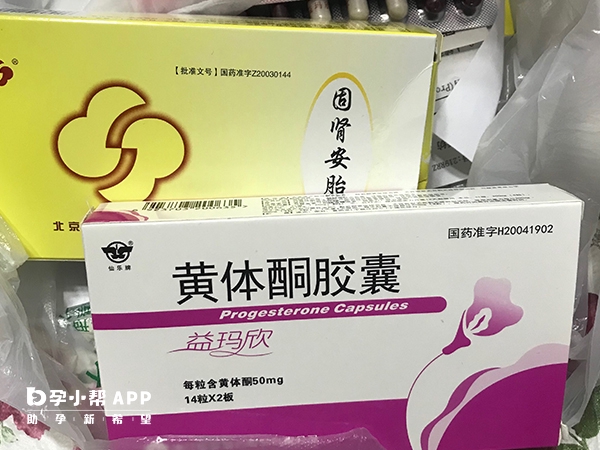 【批准文号】国药准字Z20030144
固肾安胎
北京
国药准字H20041902
仙乐牌
黄体酮胶囊
Progesterone Capsules
益玛欣
每粒含黄体酮50mg
14粒X2板
孕小帮APP
助孕新希望